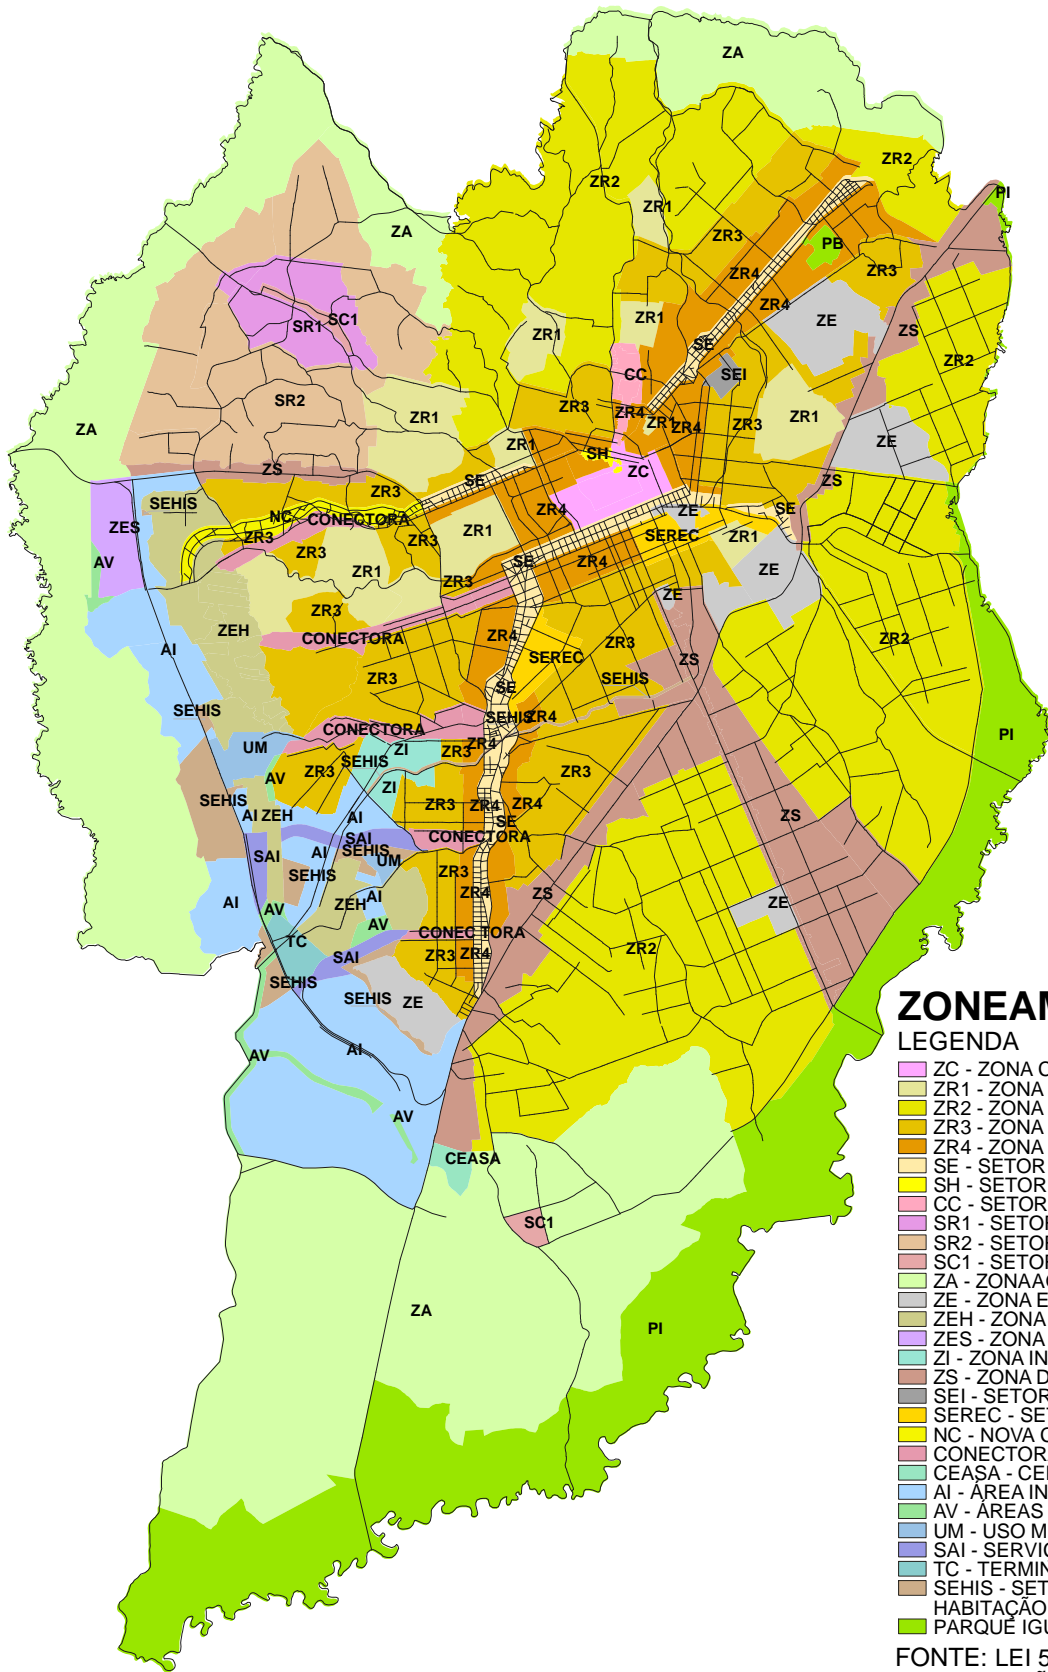 ZA
ZR2
ZR2
PI
ZR1
ZA
ZR3
PB
ZR3
ZR4
ZR4
SR1
SC1
ZR1
ZR1
ZE
ZS
SE
ZR2
CC
SEI
SR2
ZR1
ZR3
ZR4
ZR1
ZR4
ZR3
ZR1
ZA
ZR1
SH
ZC
ZE
ZS
SE
ZS
ZR3
SEHIS
NC
CONECTORA
ZR4
ZE
SE
ZES
ZR3
ZR3
ZR3
ZR1
SEREC
ZR1
AV
ZR1
ZR3
SE
ZR4
ZE
ZE
ZR3
ZEH
CONECTORA
ZR4
ZR3
ZR2
AI
SEREC
ZS
ZR3
SE
SEHIS
SEHIS
CONECTORA
SEHIS
ZR4
PI
UM
ZI
ZR3
ZR4
SEHIS
AV
ZR3
ZI
ZR3
SEHIS
ZR3
ZR4
ZR4
AI
ZEH
AI
SE
ZS
SAI
CONECTORA
SAI
AI
SEHIS
UM
SEHIS
ZR3
AI
ZEH
AI
ZR4
ZS
ZE
AV
AV
CONECTORA
TC
SAI
ZR3
ZR4
ZR2
SEHIS
SEHIS
ZE
AI
AV
AV
CEASA
SC1
ZA
PI
ZONEAM
LEGENDA
ZC - ZONA C
ZR1 - ZONA
ZR2 - ZONA
ZR3 - ZONA
ZR4 - ZONA
SE - SETOR
SH - SETOR
CC - SETOR
SR1 - SETOR
SR2 - SETOR
SC1 - SETOR
ZA - ZONA AG
ZE - ZONA E
ZEH - ZONA
ZES - ZONA
ZI - ZONA IN
ZS - ZONA D
SEI - SETOR
SEREC - SET
NC - NOVA C
CONECTORA
CEASA - CEN
AI - ÁREA IN
AV - ÁREAS
UM - USO M
SAI - SERVIÇ
TC - TERMIN
SEHIS - SET
HABITAÇÃO
PARQUE IGU
FONTE: LEI 5